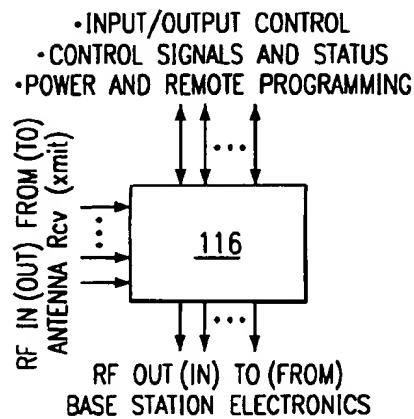 ·INPUT/OUTPUT CONTROL
·CONTROL SIGNALS AND STATUS
·POWER AND REMOTE PROGRAMMING
RF IN (OUT) FROM (TO)
ANTENNA Rcv (xmit)
116
RF OUT (IN) TO (FROM)
BASE STATION ELECTRONICS